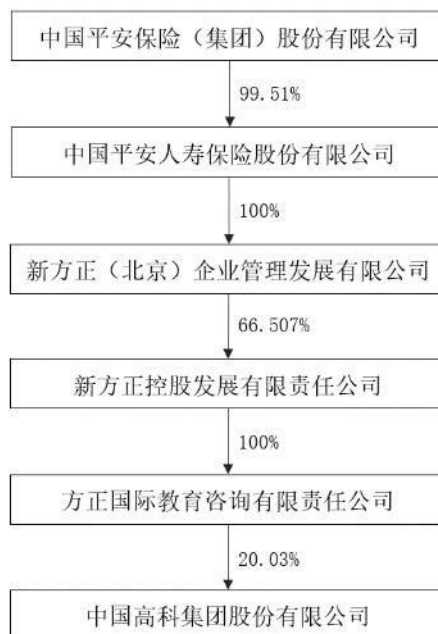 中国平安保险（集团）股份有限公司
99.51%
中国平安人寿保险股份有限公司
100%
新方正（北京）企业管理发展有限公司
66.507%
新方正控股发展有限责任公司
100%
方正国际教育咨询有限责任公司
20.03%
中国高科集团股份有限公司